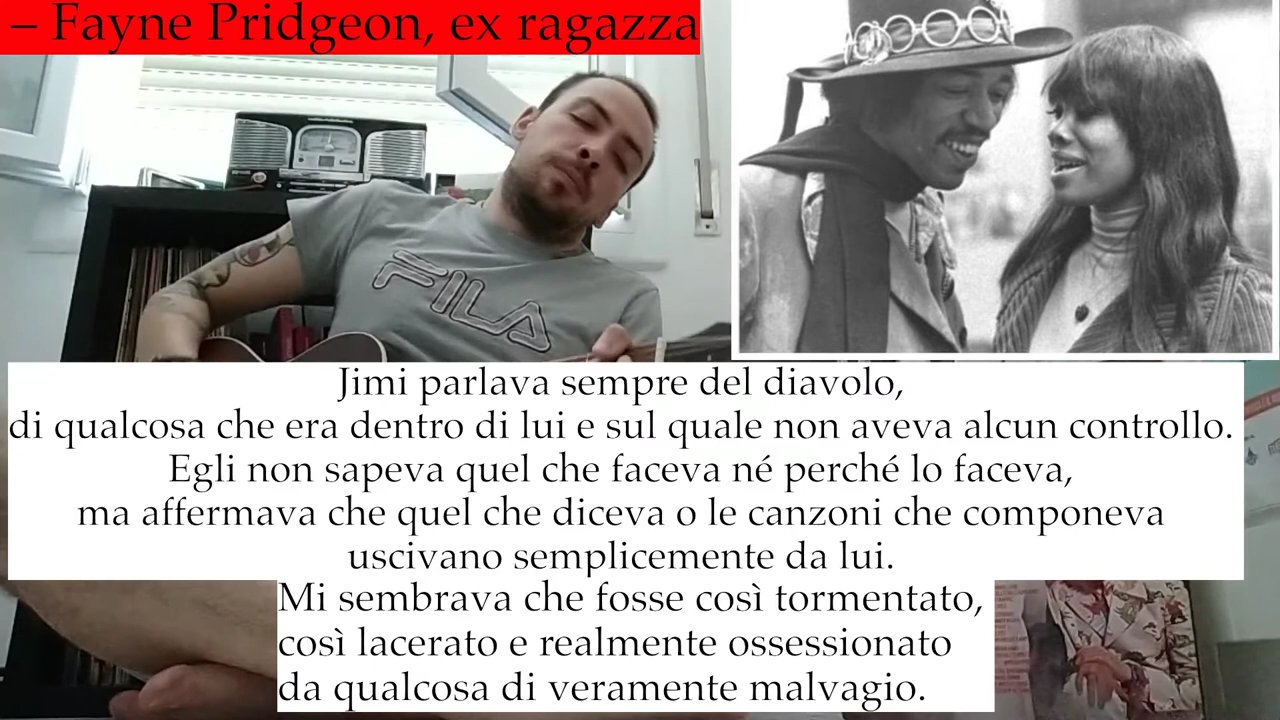 – Fayne Pridgeon, ex ragazza
FILA
Jimi parlava sempre del diavolo,
di qualcosa che era dentro di lui e sul quale non aveva alcun controllo.
Egli non sapeva quel che faceva né perché lo faceva,
ma affermava che quel che diceva o le canzoni che componeva
uscivano semplicemente da lui.
Mi sembrava che fosse così tormentato,
così lacerato e realmente ossessionato
da qualcosa di veramente malvagio.